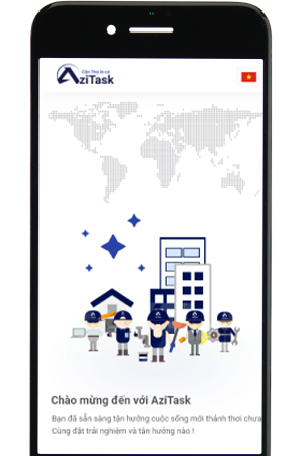 Cần Thợ là có
AziTask
Chào mừng đến với AziTask
Bạn đã sẵn sàng tận hưởng cuộc sống mới thảnh thơi chưa
Cùng đặt trải nghiệm và tận hưởng nào !